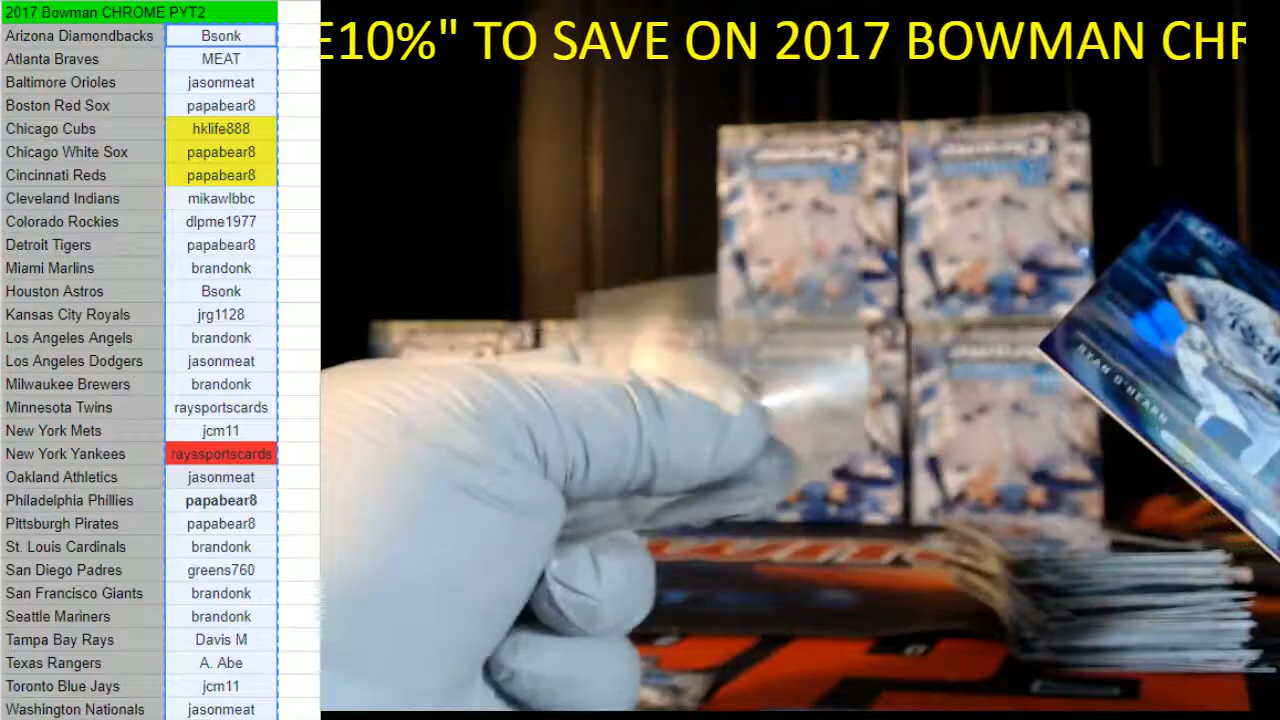 2017 Bowman CHROME PYT2
Arizona Diamondbacks Bsonk
Atlanta Braves MEAT
Baltimore Orioles jasonmeat
Boston Red Sox papabear8
Chicago Cubs hklife888
Chicago White Sox papabear8
Cincinnati Reds papabear8
Cleveland Indians mikawlbbc
Colorado Rockies dlpme1977
Detroit Tigers papabear8
Miami Marlins brandonk
Houston Astros Bsonk
Kansas City Royals jrg1128
Los Angeles Angels brandonk
Los Angeles Dodgers jasonmeat
Milwaukee Brewers brandonk
Minnesota Twins raysportscards
New York Mets jcm11
New York Yankees rayssportscards
Oakland Athletics jasonmeat
Philadelphia Phillies papabear8
Pittsburgh Pirates papabear8
St. Louis Cardinals brandonk
San Diego Padres greens760
San Francisco Giants brandonk
Seattle Mariners brandonk
Tampa Bay Rays Davis M
Texas Rangers A. Abe
Toronto Blue Jays jcm11
Washington Nationals jasonmeat
E10%" TO SAVE ON 2017 BOWMAN CHR
RYAN O'HEARN